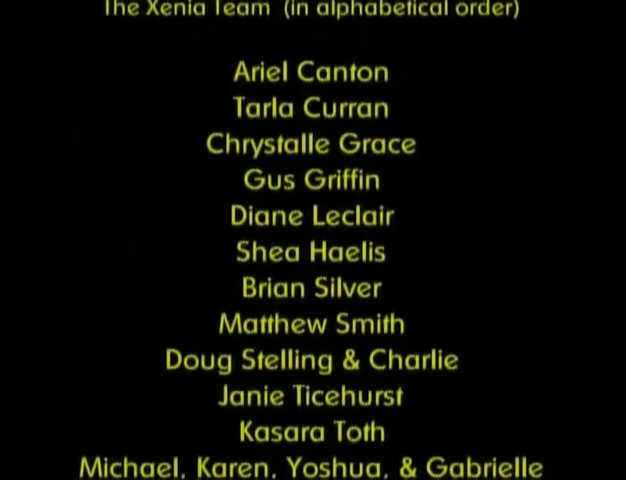 The Xenia Team (in alphabetical order)
Ariel Canton
Tarla Curran
Chrystalle Grace
Gus Griffin
Diane Leclair
Shea Haelis
Brian Silver
Matthew Smith
Doug Stelling & Charlie
Janie Ticehurst
Kasara Toth
Michael, Karen, Yoshua, & Gabrielle